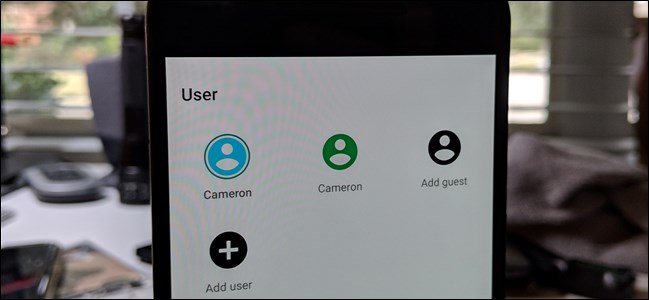 User
Cameron
Cameron
Add guest
Add user